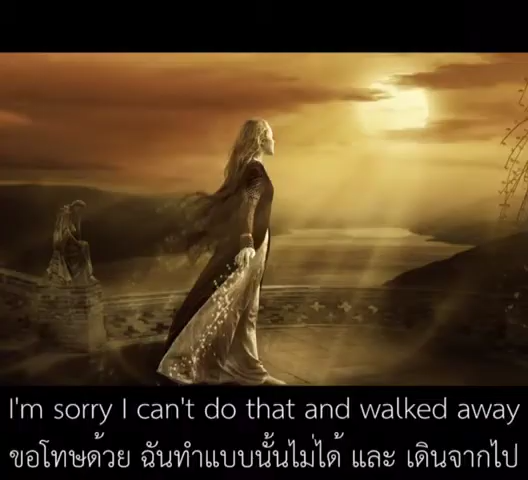 I'm sorry I can't do that and walked away
ขอโทษด้วย ฉันทำแบบนั้นไม่ได้ และ เดินจากไป